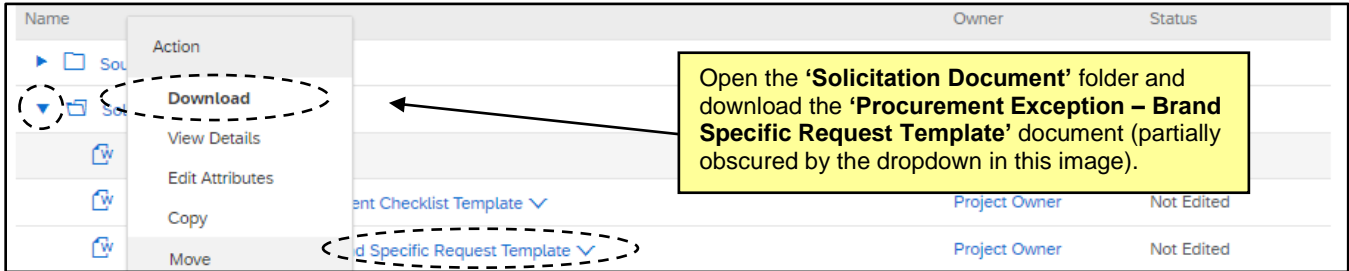 Name Owner Status
Action
Sou
Download
Sol
View Details
Edit Attributes
ent Checklist Template Project Owner Not Edited
Copy
d Specific Request Template Project Owner Not Edited
Move
Open the ‘Solicitation Document’ folder and
download the ‘Procurement Exception – Brand
Specific Request Template’ document (partially
obscured by the dropdown in this image).